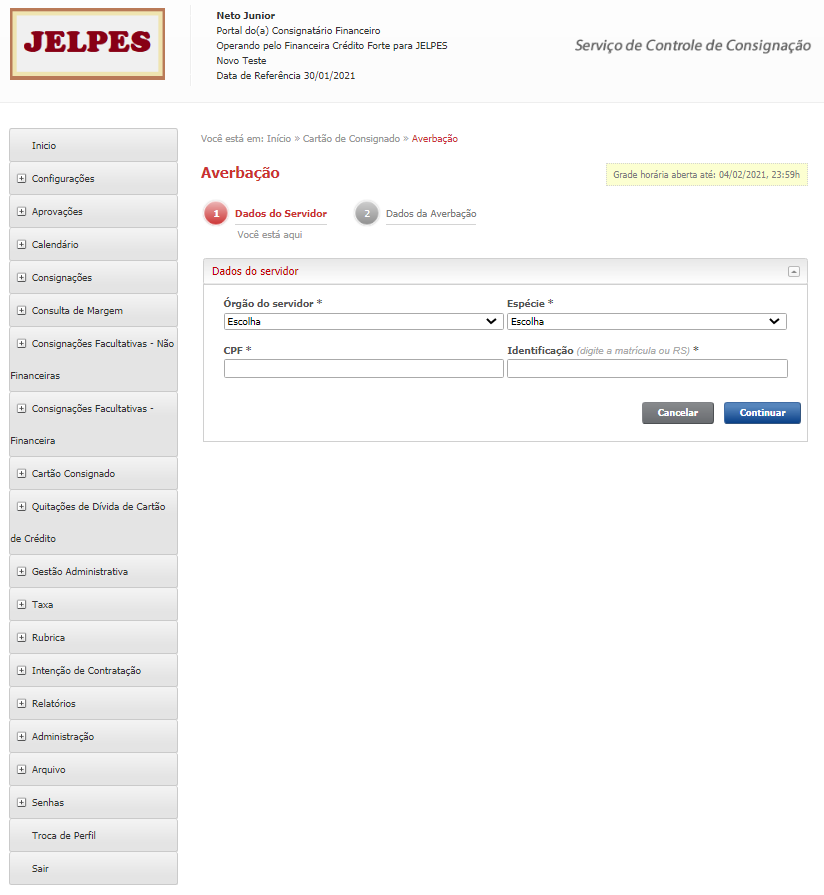 JELPES
Neto Junior
Portal do(a) Consignatário Financeiro
Operando pelo Financeira Crédito Forte para JELPES
Novo Teste
Data de Referência 30/01/2021
Serviço de Controle de Consignação
Inicio
Configurações
Aprovações
Calendário
Consignações
Consulta de Margem
Consignações Facultativas - Não
Financeiras
Consignações Facultativas -
Financeira
Cartão Consignado
Quitações de Dívida de Cartão
de Crédito
Gestão Administrativa
Taxa
Rubrica
Intenção de Contratação
Relatórios
Administração
Arquivo
Senhas
Troca de Perfil
Sair
Você está em: Início » Cartão de Consignado » Averbação
Averbação
Grade horária aberta até: 04/02/2021, 23:59h
1 Dados do Servidor
Você está aqui
2 Dados da Averbação
Dados do servidor
Órgão do servidor *
Escolha
Espécie *
Escolha
CPF *
Identificação (digite a matrícula ou RS) *
Cancelar
Continuar